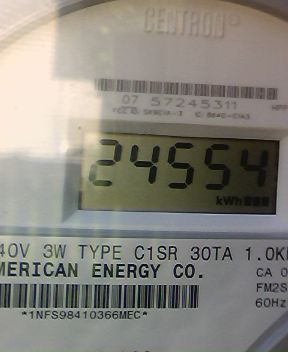 CENTRON®
07 57245311
24554
kWh
40V 3W TYPE C1SR 30TA 1.0K
MERICAN ENERGY CO.
CA 0
FM2S
60Hz
*1NFS98410366MEC*